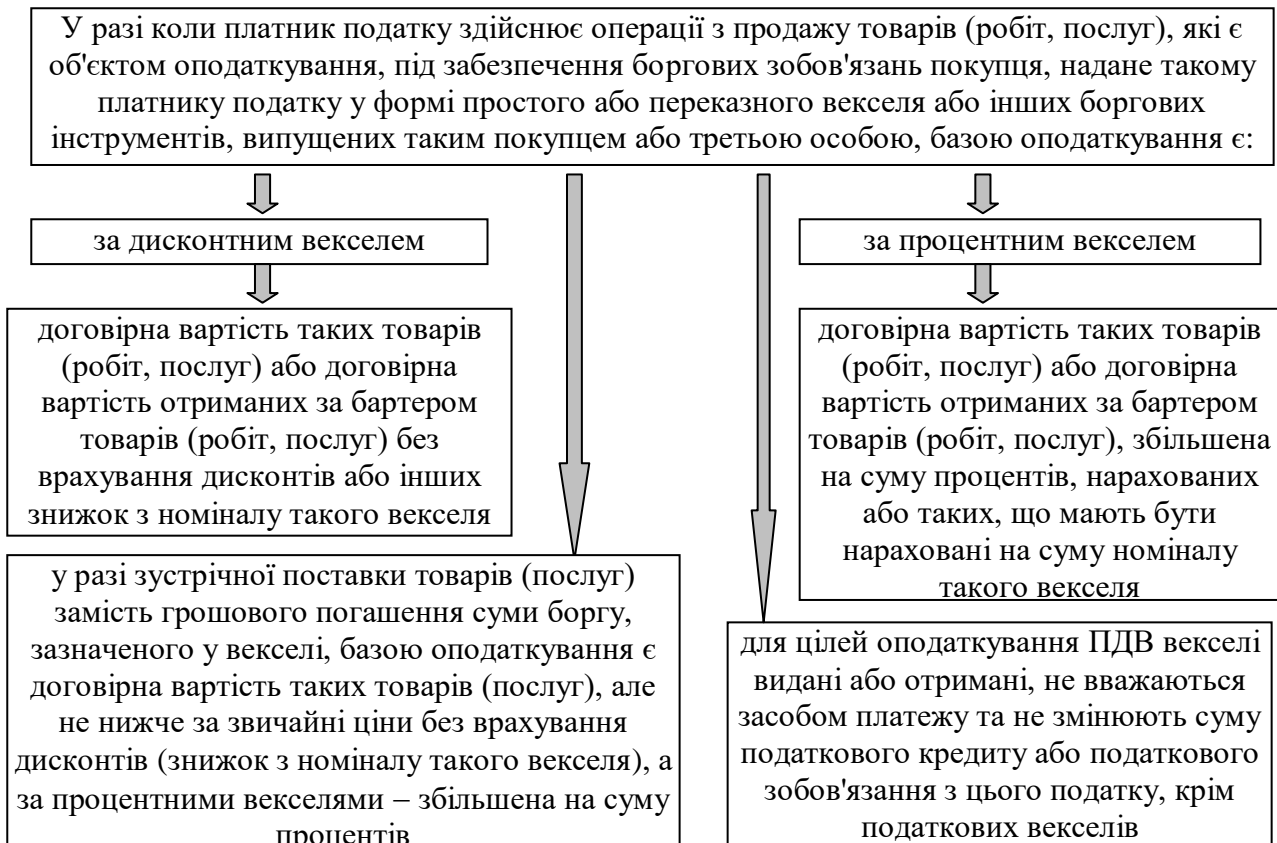 У разі коли платник податку здійснює операції з продажу товарів (робіт, послуг), які є
об'єктом оподаткування, під забезпечення боргових зобов'язань покупця, надане такому
платнику податку у формі простого або переказного векселя або інших боргових
інструментів, випущених таким покупцем або третьою особою, базою оподаткування є:
за дисконтним векселем
за процентним векселем
договірна вартість таких товарів
(робіт, послуг) або договірна
вартість отриманих за бартером
товарів (робіт, послуг) без
врахування дисконтів або інших
знижок з номіналу такого векселя
договірна вартість таких товарів
(робіт, послуг) або договірна
вартість отриманих за бартером
товарів (робіт, послуг), збільшена
на суму процентів, нарахованих
або таких, що мають бути
нараховані на суму номіналу
такого векселя
у разі зустрічної поставки товарів (послуг)
замість грошового погашення суми боргу,
зазначеного у векселі, базою оподаткування є
договірна вартість таких товарів (послуг), але
не нижче за звичайні ціни без врахування
дисконтів (знижок з номіналу такого векселя), а
за процентними векселями – збільшена на суму
процентів
для цілей оподаткування ПДВ векселі
видані або отримані, не вважаються
засобом платежу та не змінюють суму
податкового кредиту або податкового
зобов'язання з цього податку, крім
податкових векселів